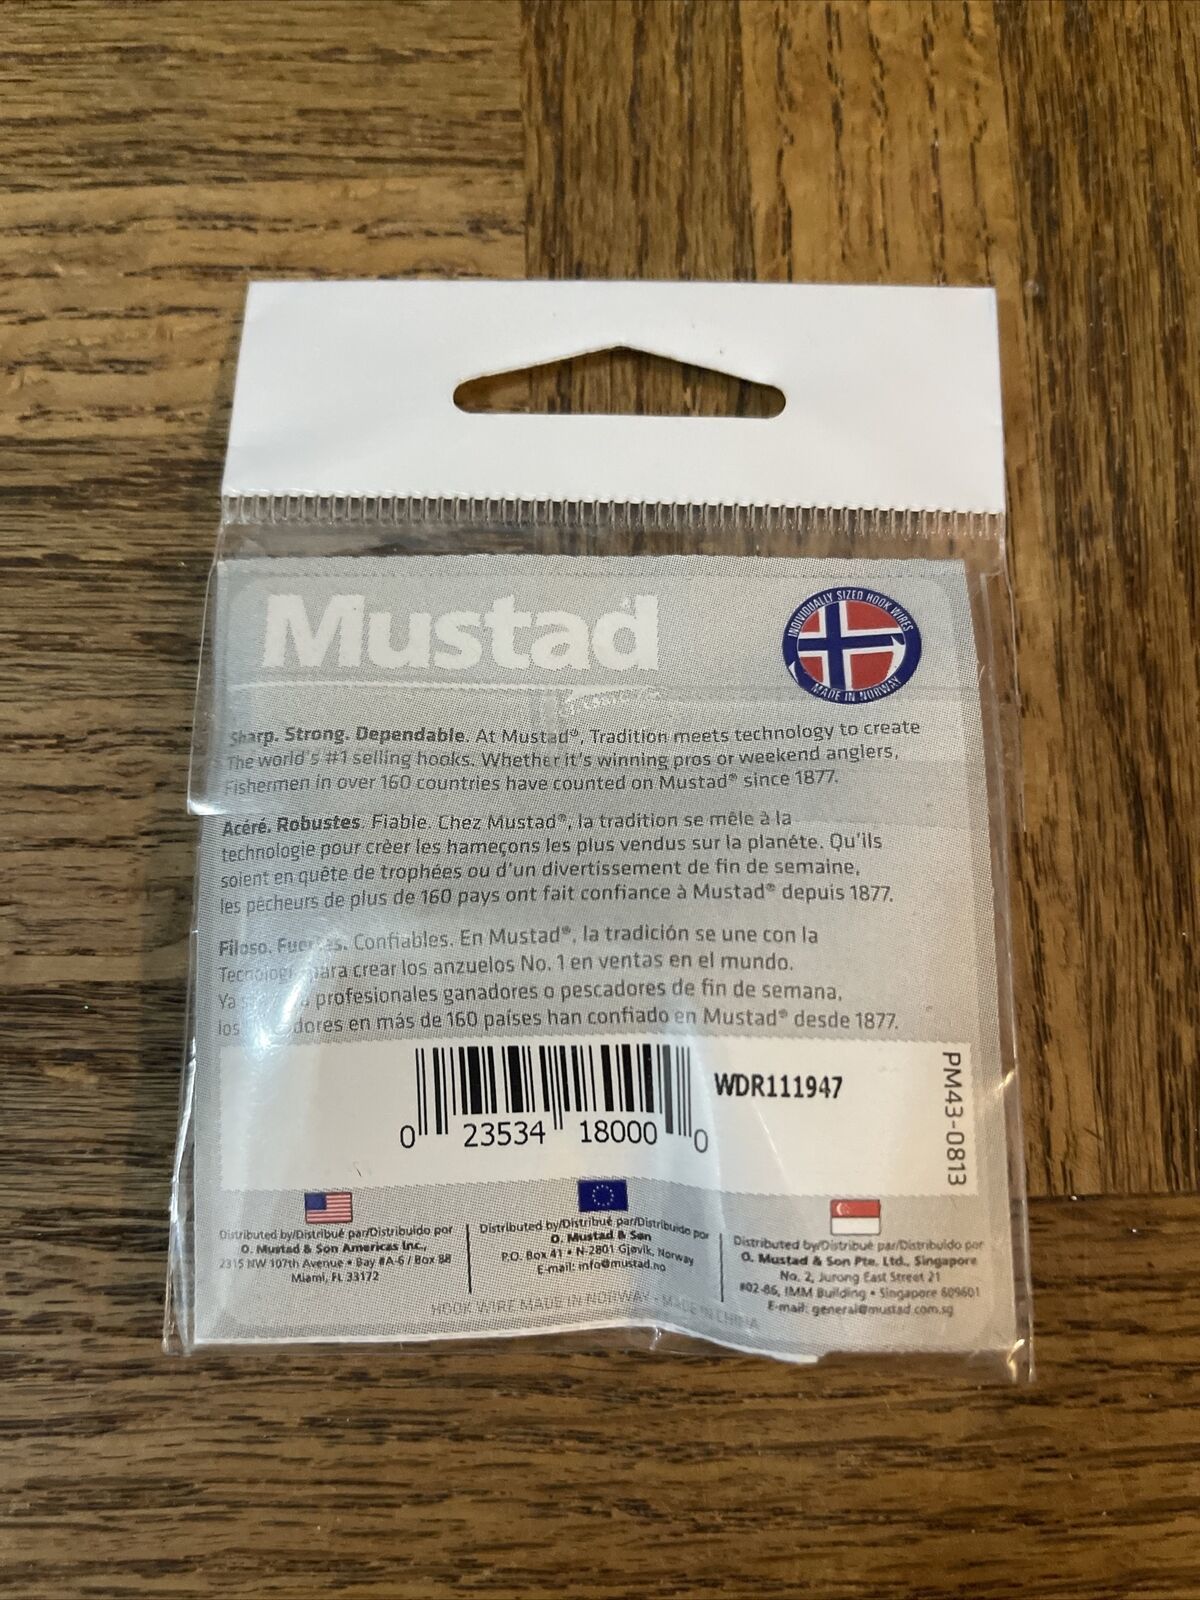 Mustad
INDIVIDUALLY SIZED HOOK WIRES
MADE IN NORWAY
Sharp. Strong. Dependable. At Mustad®, Tradition meets technology to create
The world's #1 selling hooks. Whether it's winning pros or weekend anglers,
Fishermen in over 160 countries have counted on Mustad® since 1877.
Acéré. Robustes. Fiable. Chez Mustad®, la tradition se mêle à la
technologie pour créer les hameçons les plus vendus sur la planéte. Qu'ils
soient en quête de trophées ou d'un divertissement de fin de semaine,
les pêcheurs de plus de 160 pays ont fait confiance à Mustad® depuis 1877.
Filoso. Confiables. En Mustad®, la tradición se une con la
para crear los anzuelos No. 1 en ventas en el mundo.
Ya profesionales ganadores o pescadores de fin de semana,
los en más de 160 países han confiado en Mustad® desde 1877.
WDR111947
PM43-0813
0 23534 18000 0
Distributed by/Distribué par/Distribuido por
O. Mustad & Son Americas Inc.,
2315 NW 107th Avenue • Bay #A-6 / Box 88
Miami, FL 33172
Distributed by/Distribué par/Distribuido por
O. Mustad & Søn
P.O. Box 41 • N-2801 Gjøvik, Norway
E-mail: info@mustad.no
Distributed by/Distribué par/Distribuido por
O. Mustad & Son Pte. Ltd., Singapore
No. 2, Jurong East Street 21
#02-86, IMM Building • Singapore 609601
E-mail: general@mustad.com.sg
HOOK WIRE MADE IN NORWAY - MADE IN CHINA